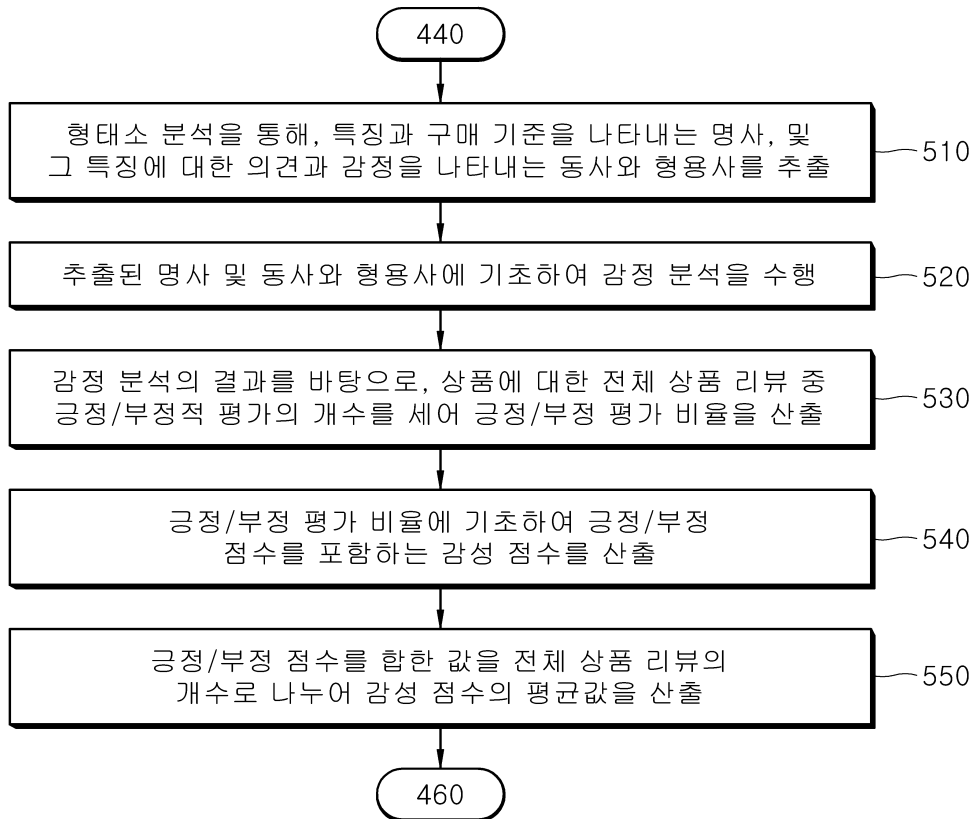 440
형태소 분석을 통해, 특징과 구매 기준을 나타내는 명사, 및
그 특징에 대한 의견과 감정을 나타내는 동사와 형용사를 추출
510
추출된 명사 및 동사와 형용사에 기초하여 감정 분석을 수행
520
감정 분석의 결과를 바탕으로, 상품에 대한 전체 상품 리뷰 중
긍정/부정적 평가의 개수를 세어 긍정/부정 평가 비율을 산출
530
긍정/부정 평가 비율에 기초하여 긍정/부정
점수를 포함하는 감성 점수를 산출
540
긍정/부정 점수를 합한 값을 전체 상품 리뷰의
개수로 나누어 감성 점수의 평균값을 산출
550
460